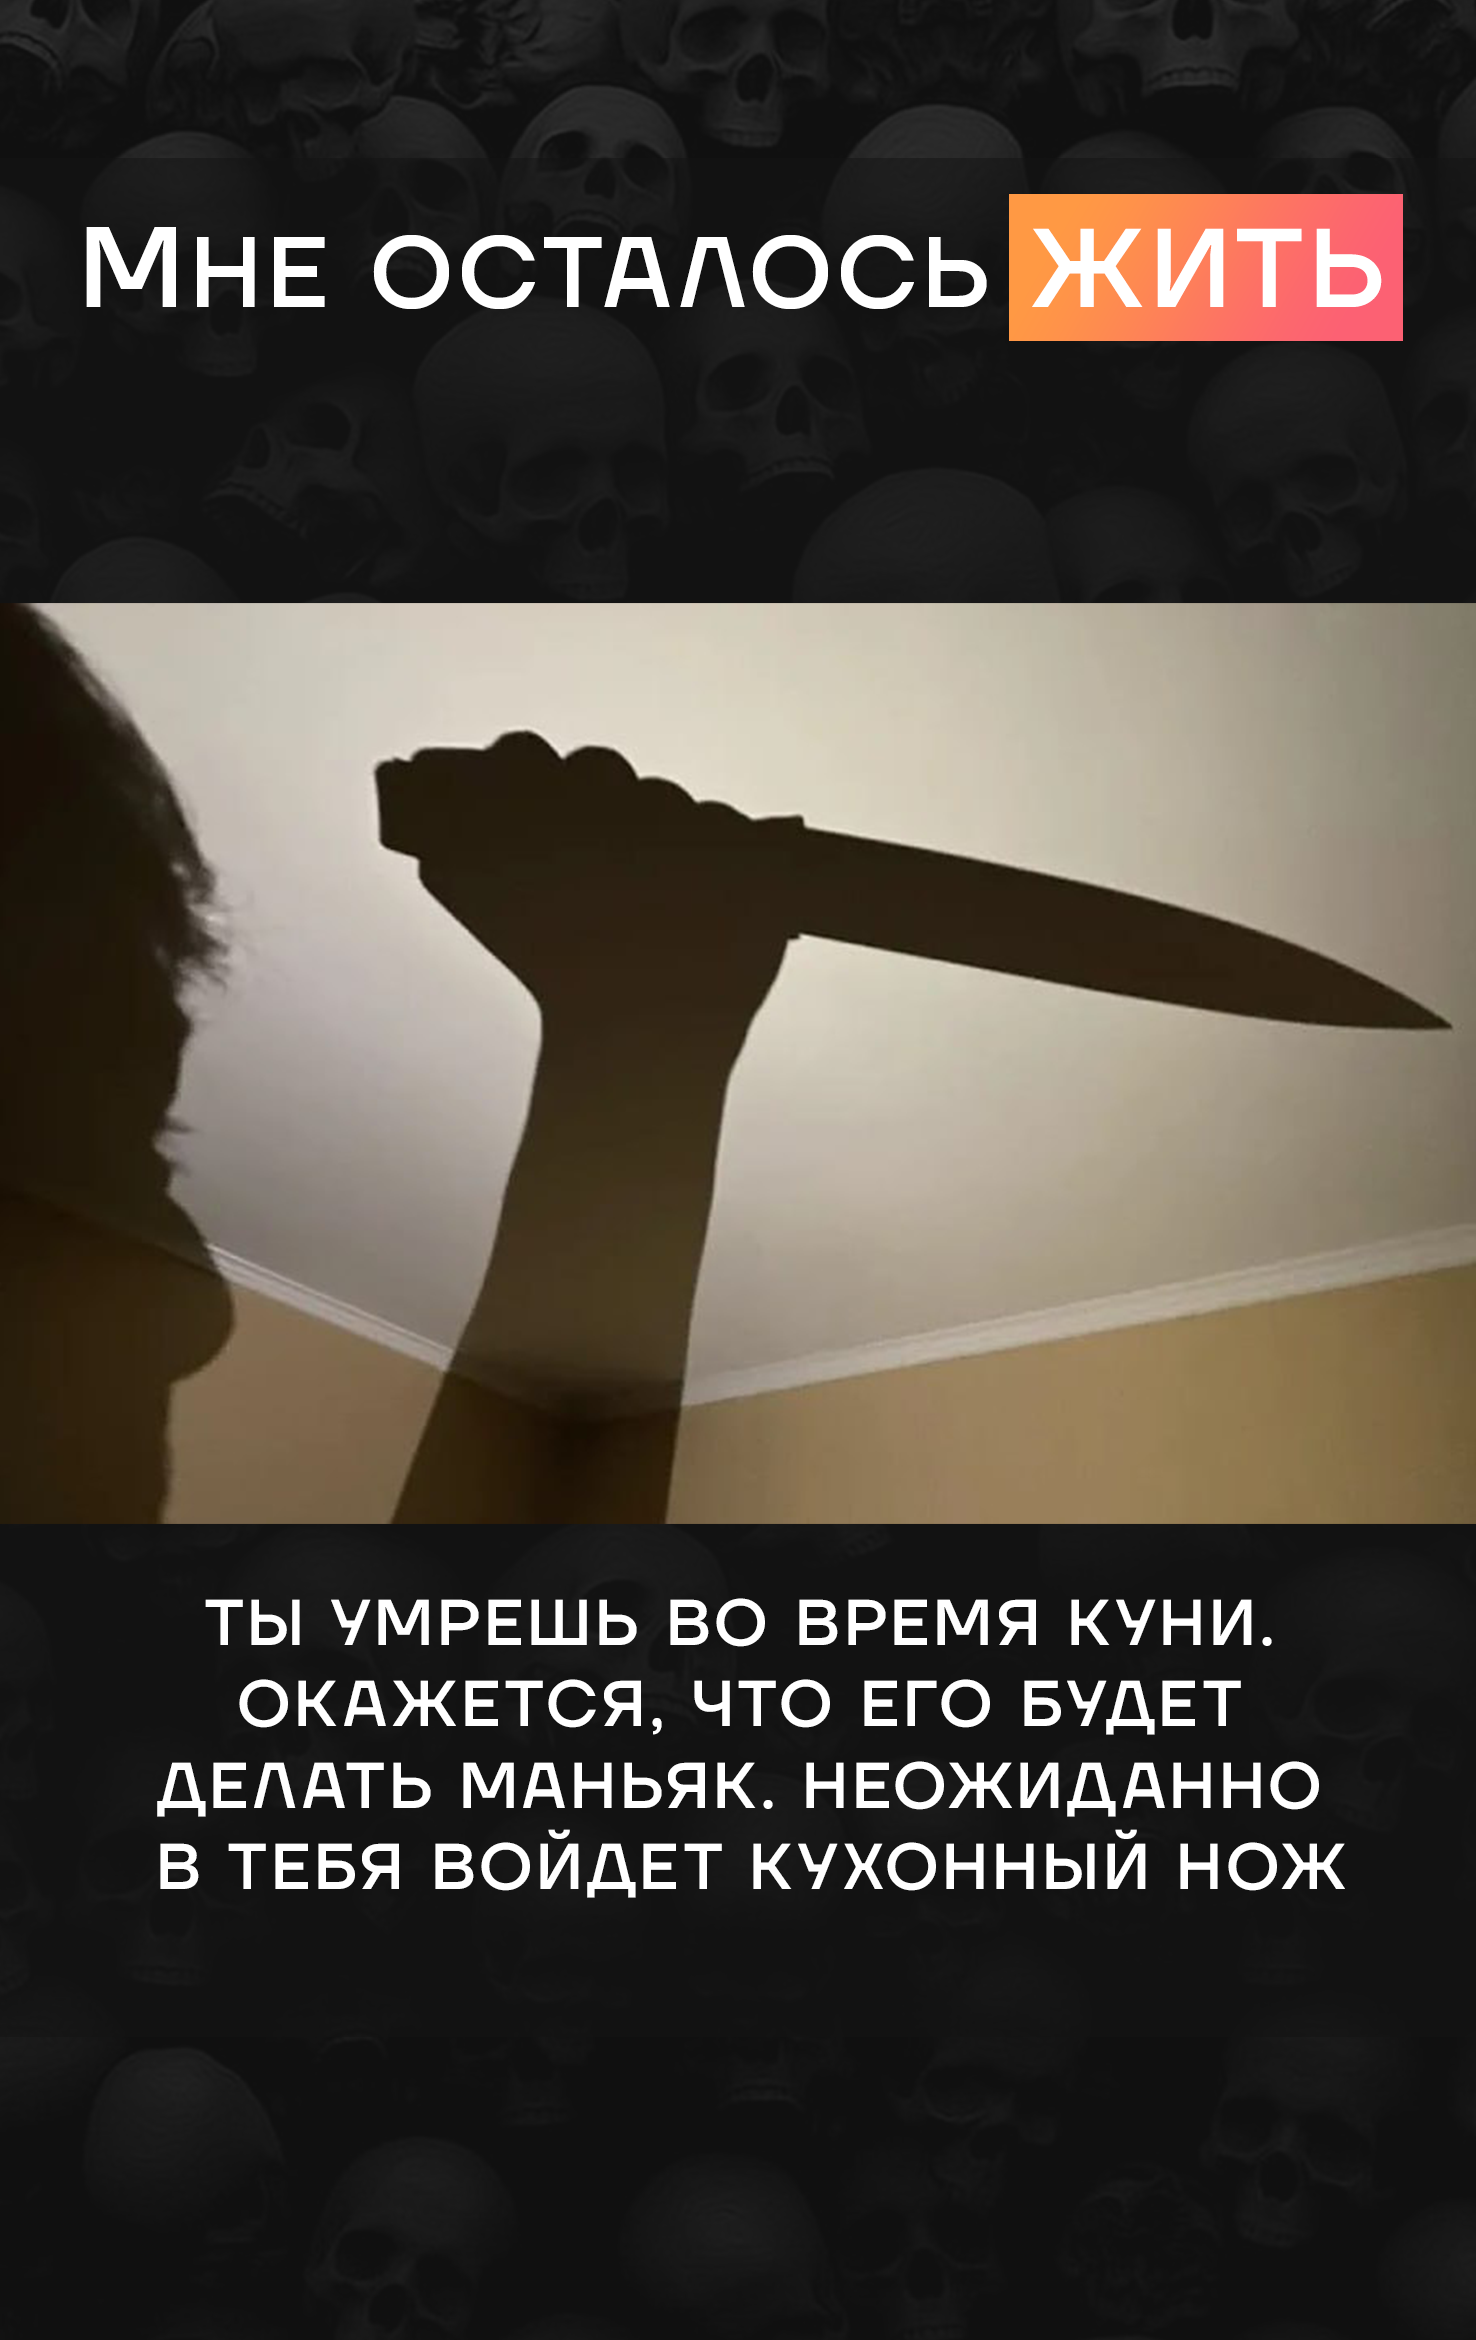 Мне осталось жить
ты умрешь во время куни.
окажется, что его будет
делать маньяк. неожиданно
в тебя войдет кухонный нож